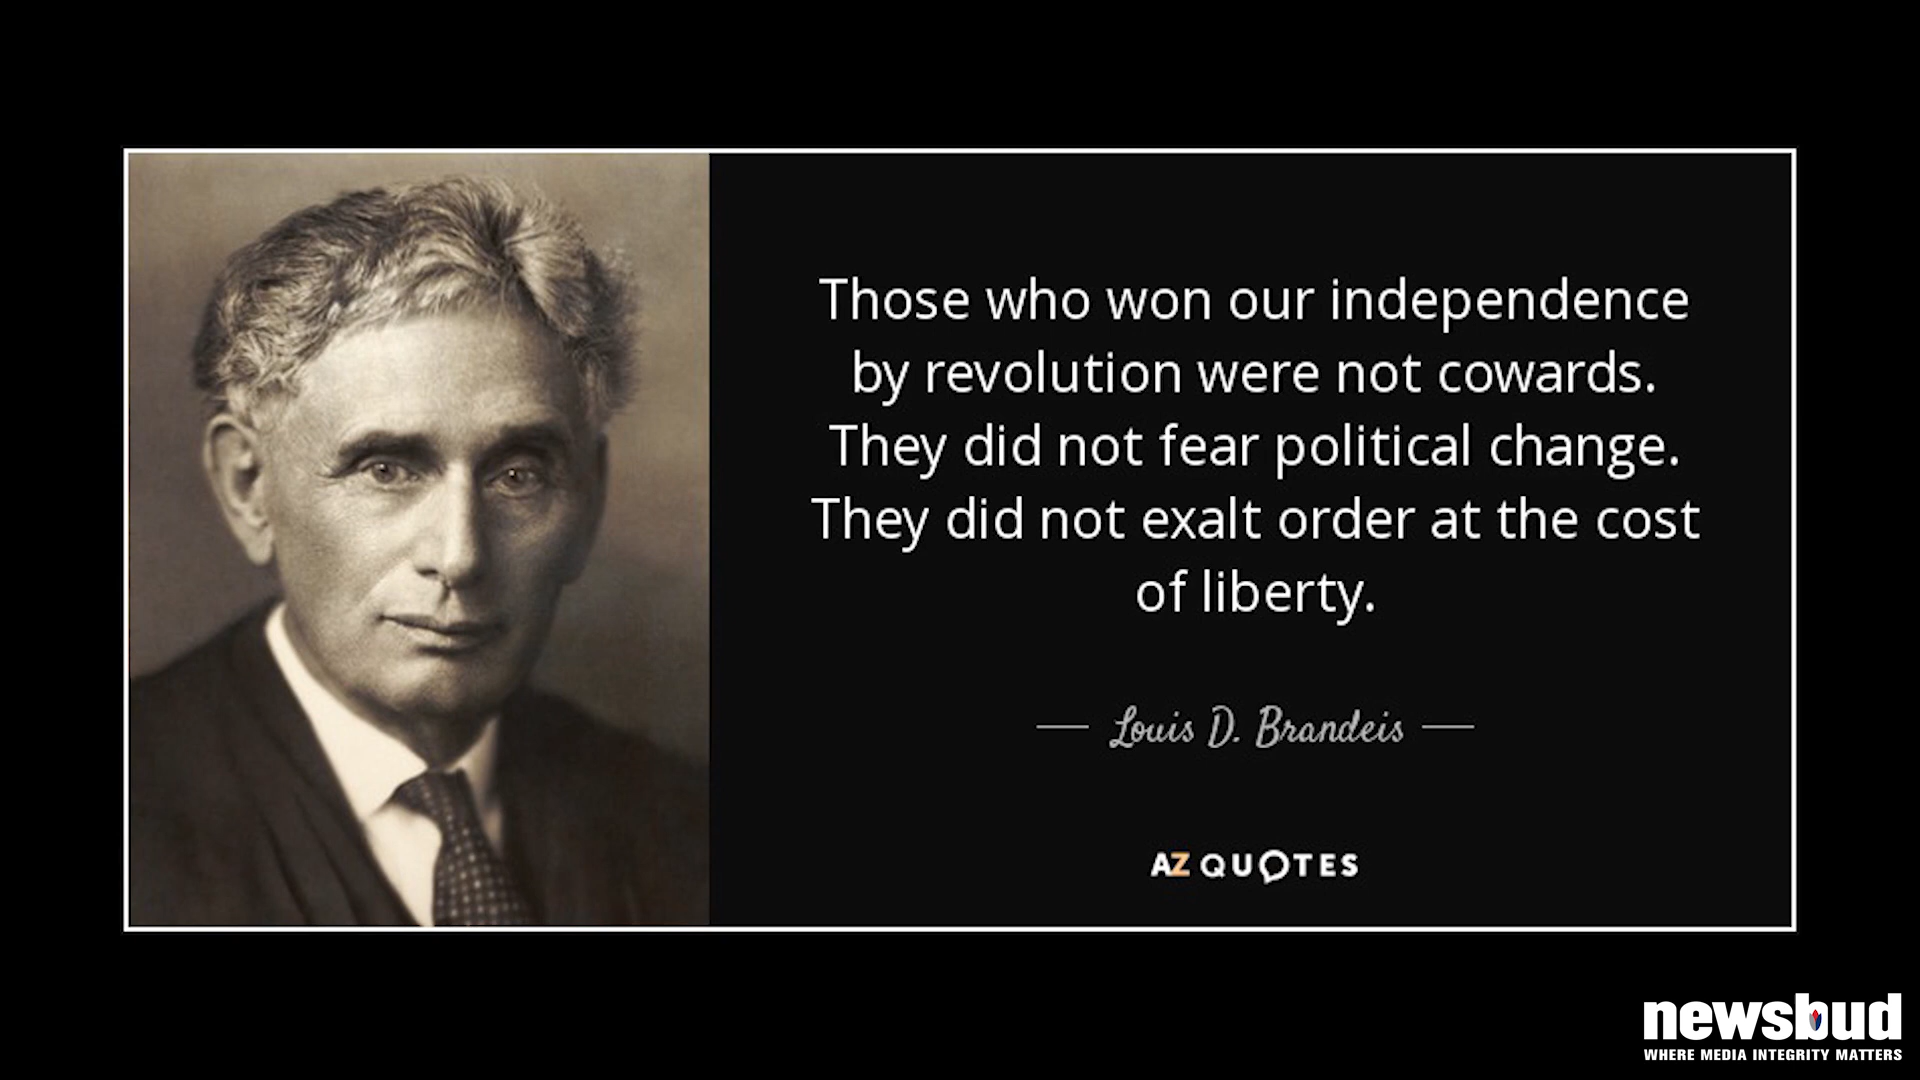 Those who won our independence
by revolution were not cowards.
They did not fear political change.
They did not exalt order at the cost
of liberty.
Louis D. Brandeis
AZ QUOTES
newsbud
WHERE MEDIA INTEGRITY MATTERS